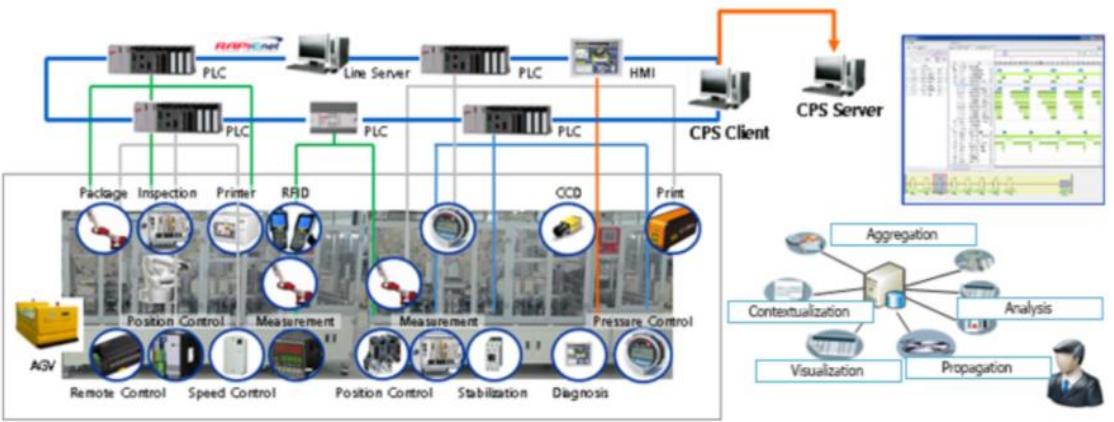 RAPIEnet
PLC
Line Server
PLC
HMI
PLC
PLC
PLC
CPS Client
CPS Server
Package
Inspection
Printer
RFID
CCD
Print
Position Control
Measurement
Measurement
Pressure Control
AGV
Remote Control
Speed Control
Position Control
Stabilization
Diagnosis
Aggregation
Contextualization
Analysis
Visualization
Propagation